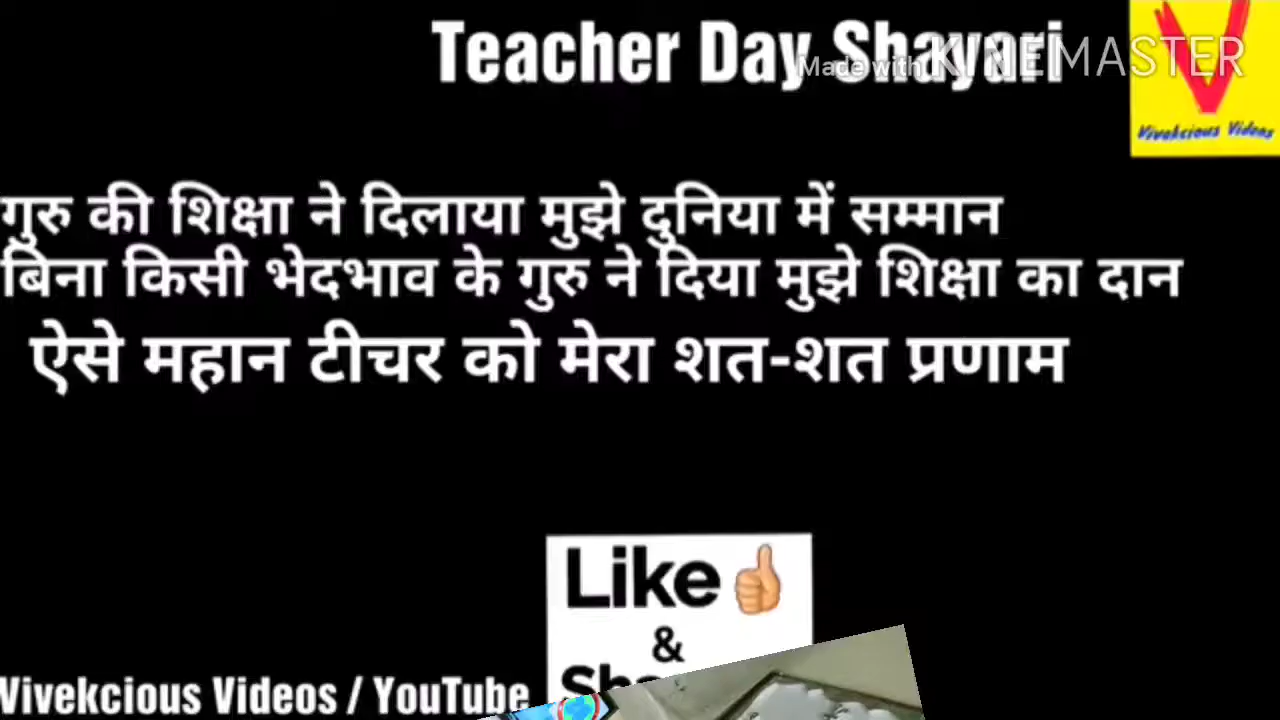 Teacher Day Shayari
Made with KINEMASTER
Vivekcious Videos
गुरु की शिक्षा ने दिलाया मुझे दुनिया में सम्मान
बिना किसी भेदभाव के गुरु ने दिया मुझे शिक्षा का दान
ऐसे महान टीचर को मेरा शत-शत प्रणाम
Like
&
Vivekcious Videos / YouTube